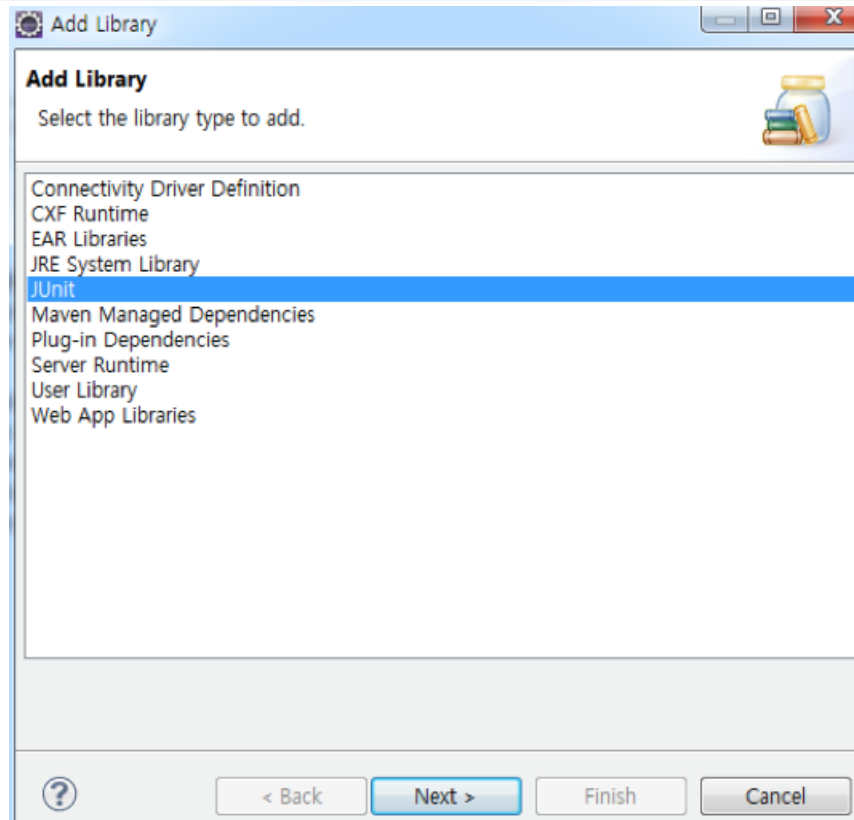 Add Library
Add Library
Select the library type to add.
Connectivity Driver Definition
CXF Runtime
EAR Libraries
JRE System Library
JUnit
Maven Managed Dependencies
Plug-in Dependencies
Server Runtime
User Library
Web App Libraries
?
< Back Next > Finish Cancel